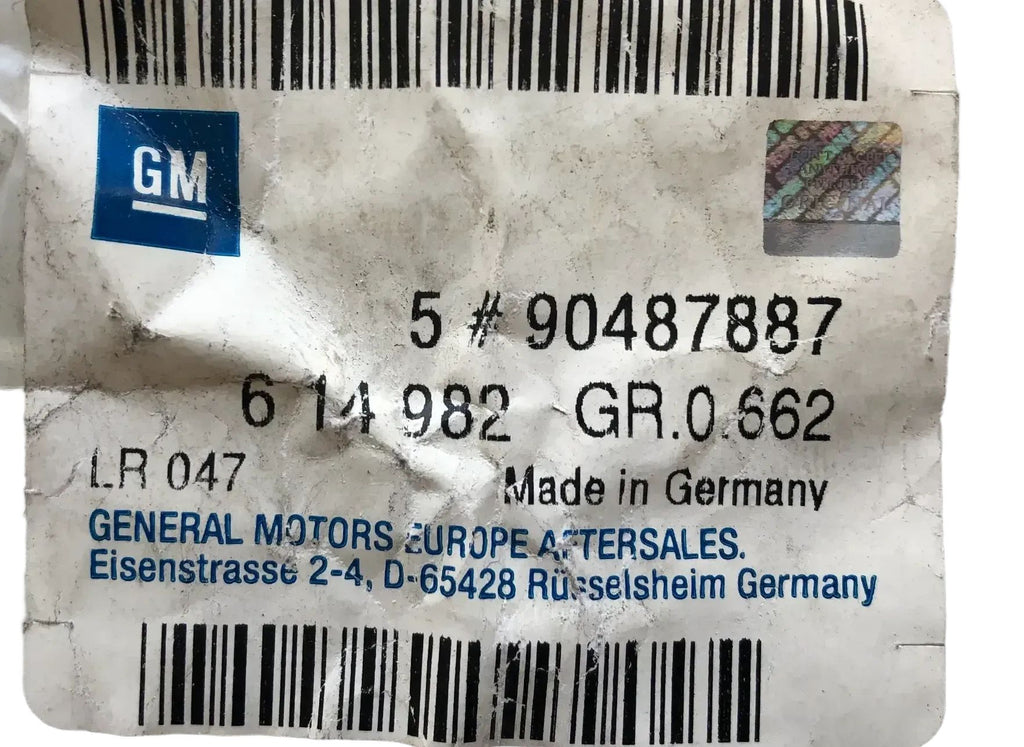 GM
ORIGINAL
5 # 90487887
6 14 982 GR.0.662
LR 047
Made in Germany
GENERAL MOTORS EUROPE AFTERSALES.
Eisenstrasse 2-4, D-65428 Rüsselsheim Germany